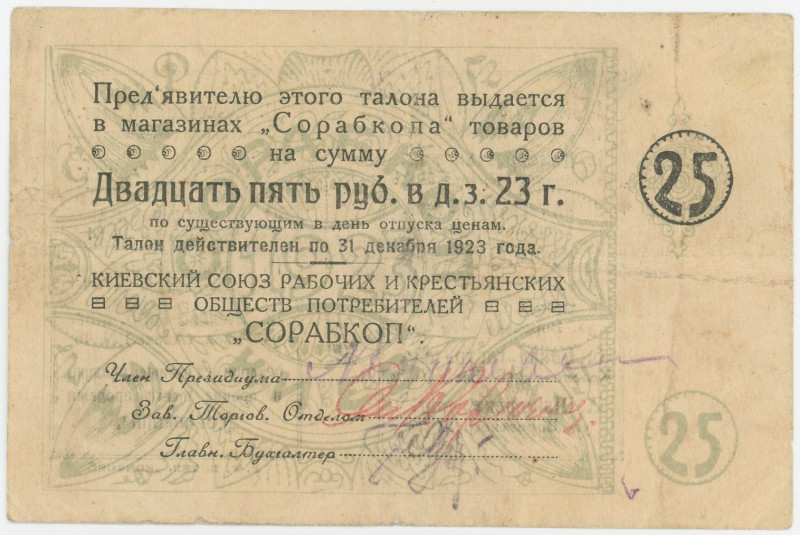 Пред‘явителю этого талона выдается
в магазинах „Сорабкопа“ товаров
на сумму
Двадцать пять руб. в д.з. 23 г.
по существующим в день отпуска ценам.
Талон действителен по 31 декабря 1923 года.
КИЕВСКИЙ СОЮЗ РАБОЧИХ И КРЕСТЬЯНСКИХ
ОБЩЕСТВ ПОТРЕБИТЕЛЕЙ
„СОРАБКОП“.
Член Президиума
Зав. Торгов. Отделом
Главн. Бухгалтер
25
25